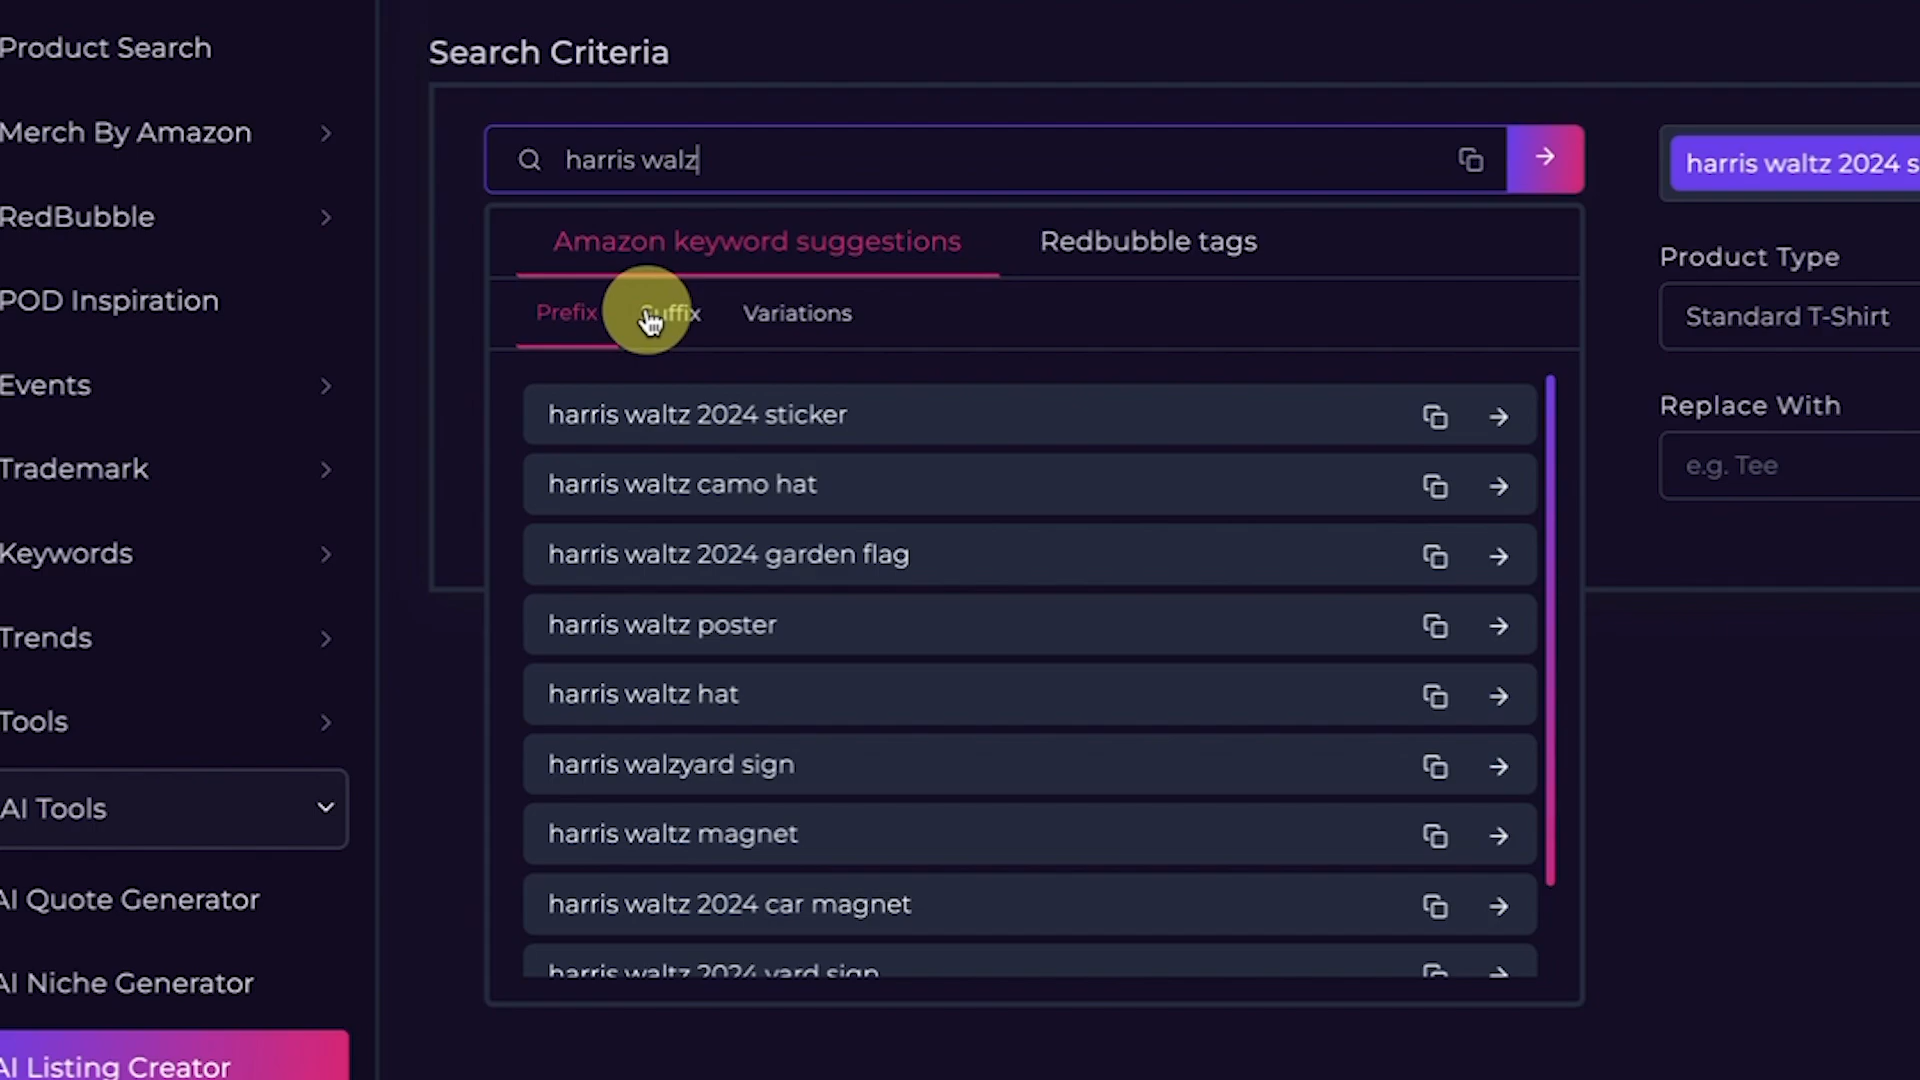 Product Search
Merch By Amazon
RedBubble
POD Inspiration
Events
Trademark
Keywords
Trends
Tools
AI Tools
AI Quote Generator
AI Niche Generator
AI Listing Creator
Search Criteria
harris walz
Amazon keyword suggestions Redbubble tags
Prefix Suffix Variations
harris waltz 2024 sticker
harris waltz camo hat
harris waltz 2024 garden flag
harris waltz poster
harris waltz hat
harris walzyard sign
harris waltz magnet
harris waltz 2024 car magnet
harris waltz 2024 yard sign
harris waltz 2024 s
Product Type
Standard T-Shirt
Replace With
e.g. Tee